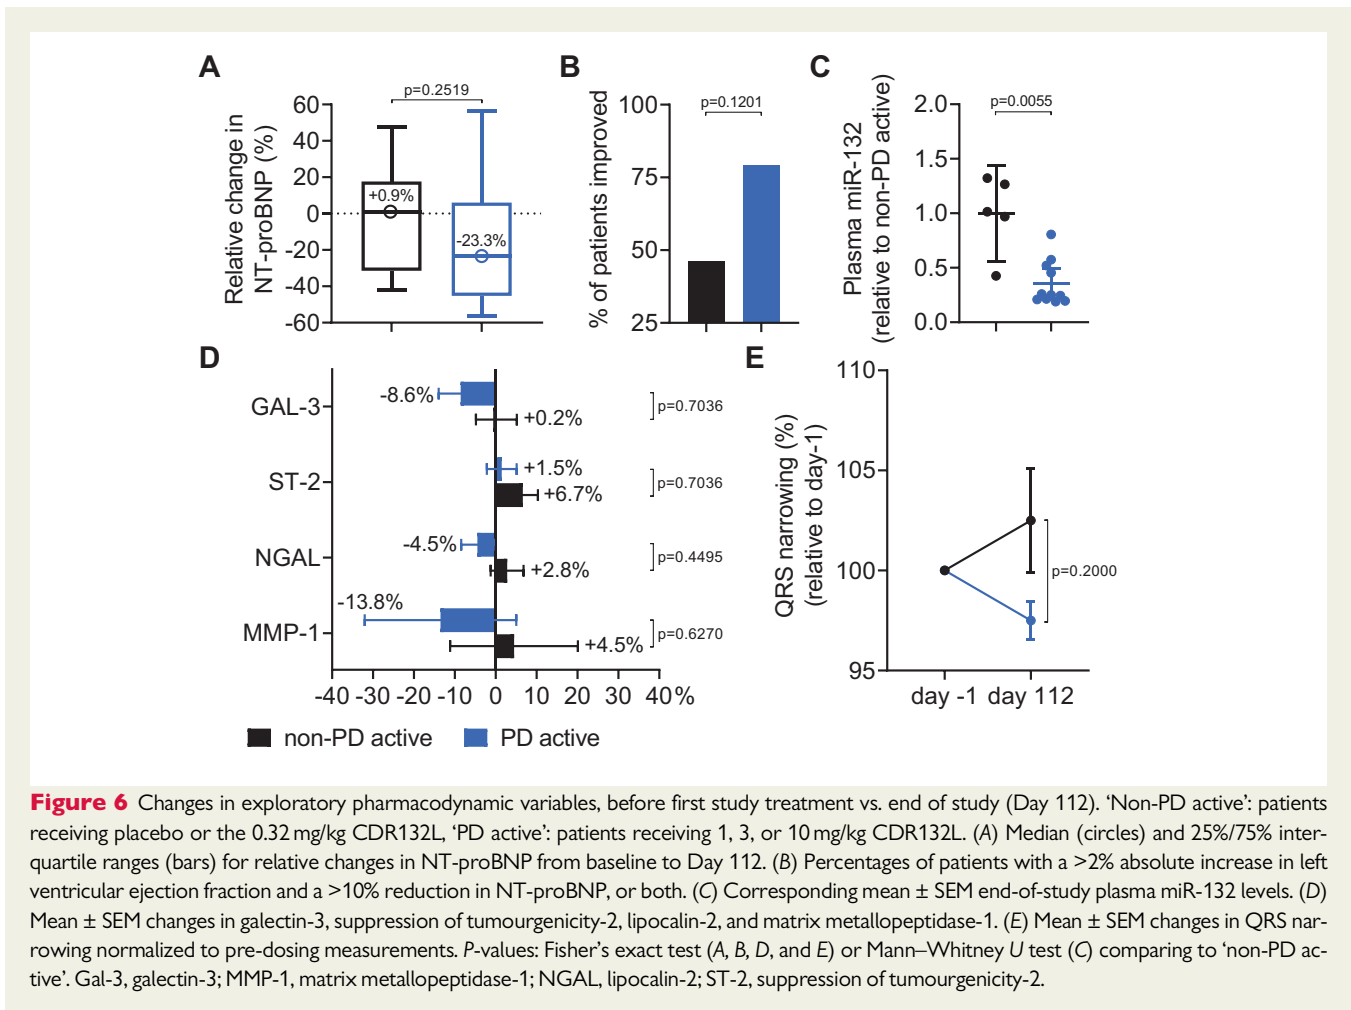 A
Relative change in
NT-proBNP (%)
p=0.2519
60
40
20
0
-20
-40
-60
+0.9%
-23.3%
B
% of patients improved
p=0.1201
100
75
50
25
C
Plasma miR-132
(relative to non-PD active)
p=0.0055
2.0
1.5
1.0
0.5
0.0
D
GAL-3
-8.6%
+0.2%
p=0.7036
ST-2
+1.5%
+6.7%
p=0.7036
NGAL
-4.5%
+2.8%
p=0.4495
MMP-1
-13.8%
+4.5%
p=0.6270
-40 -30 -20 -10 0 10 20 30 40%
non-PD active PD active
E
QRS narrowing (%)
(relative to day-1)
110
105
100
95
p=0.2000
day -1 day 112
Figure 6 Changes in exploratory pharmacodynamic variables, before first study treatment vs. end of study (Day 112). ‘Non-PD active’: patients
receiving placebo or the 0.32 mg/kg CDR132L, ‘PD active’: patients receiving 1, 3, or 10 mg/kg CDR132L. (A) Median (circles) and 25%/75% inter-
quartile ranges (bars) for relative changes in NT-proBNP from baseline to Day 112. (B) Percentages of patients with a >2% absolute increase in left
ventricular ejection fraction and a >10% reduction in NT-proBNP, or both. (C) Corresponding mean ± SEM end-of-study plasma miR-132 levels. (D)
Mean ± SEM changes in galectin-3, suppression of tumourgenicity-2, lipocalin-2, and matrix metallopeptidase-1. (E) Mean ± SEM changes in QRS nar-
rowing normalized to pre-dosing measurements. P-values: Fisher’s exact test (A, B, D, and E) or Mann–Whitney U test (C) comparing to ‘non-PD ac-
tive’. Gal-3, galectin-3; MMP-1, matrix metallopeptidase-1; NGAL, lipocalin-2; ST-2, suppression of tumourgenicity-2.